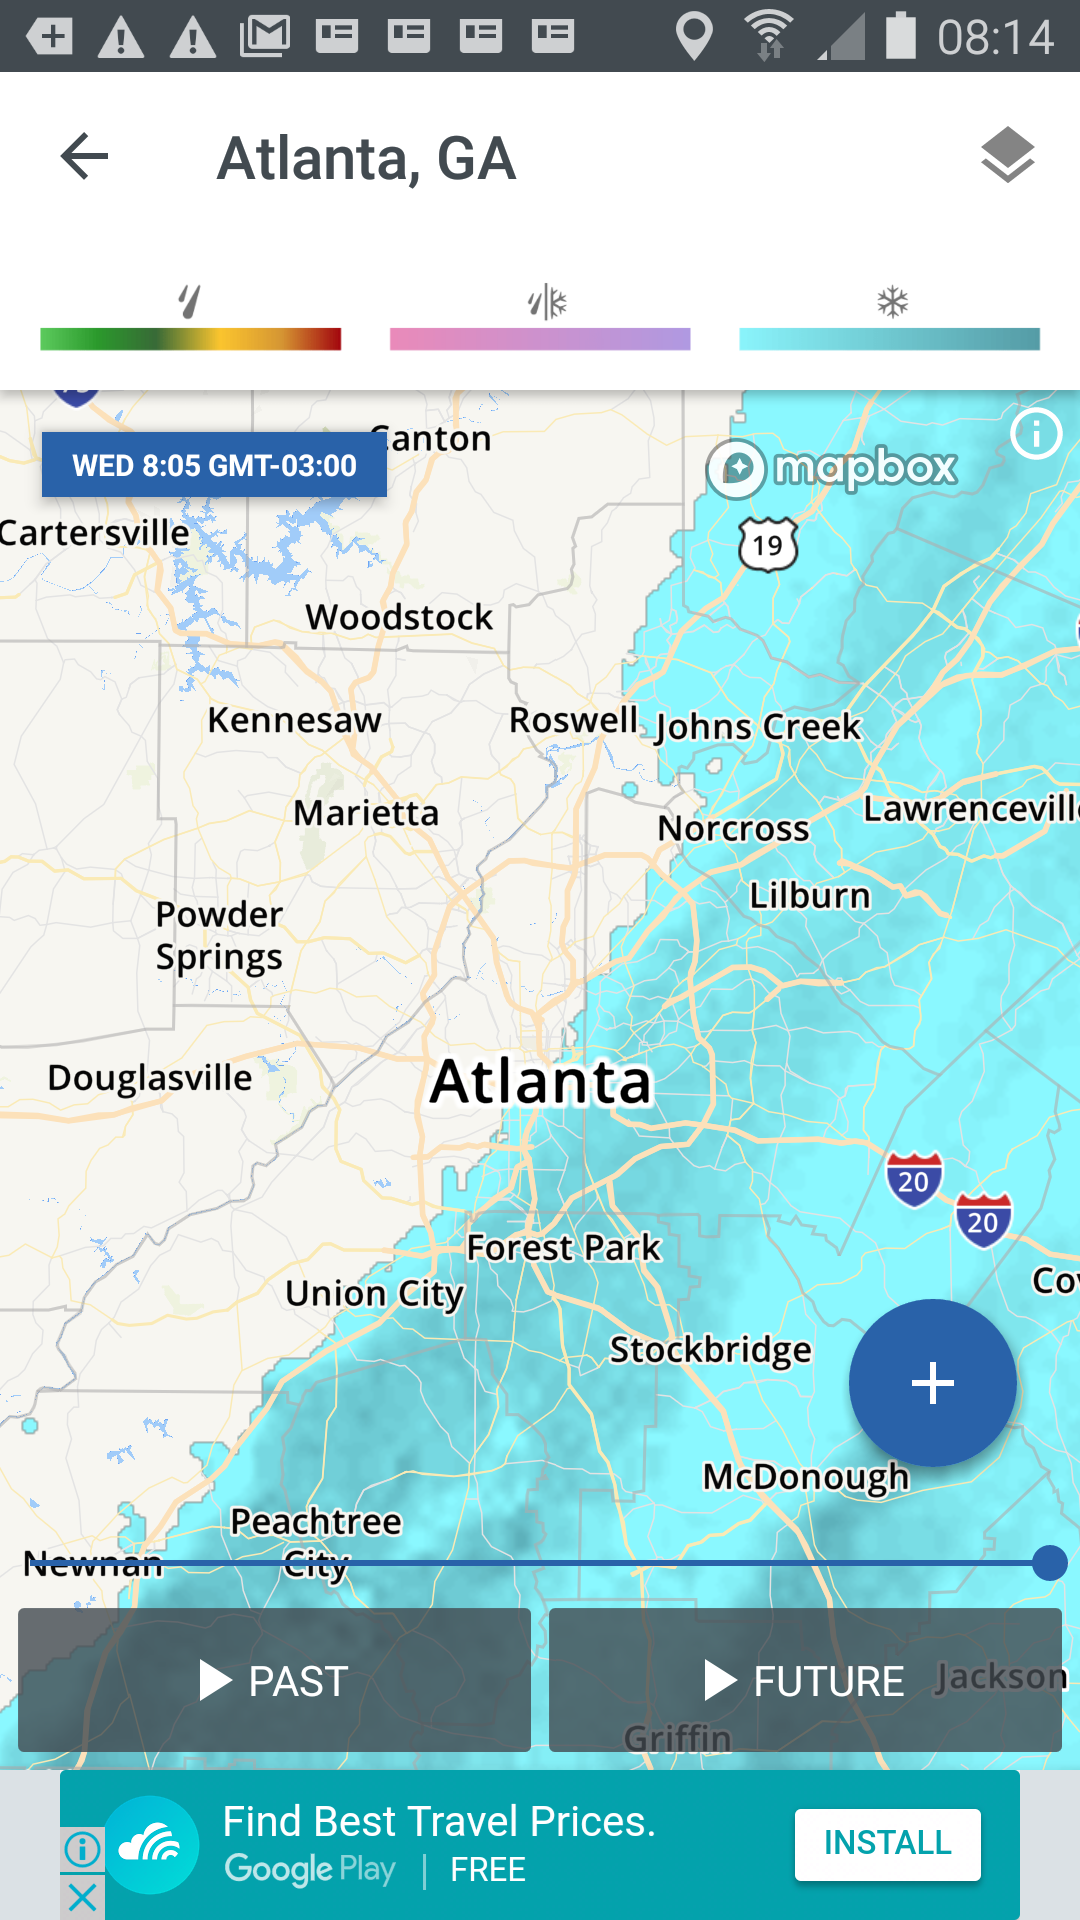 08:14
Atlanta, GA
Canton
WED 8:05 GMT-03:00
mapbox
Cartersville
19
Woodstock
Kennesaw
Roswell
Johns Creek
Marietta
Lawrenceville
Norcross
Lilburn
Powder
Springs
Douglasville
Atlanta
20
20
Forest Park
Union City
Cov
Stockbridge
McDonough
Peachtree
City
Newnan
PAST
FUTURE
Jackson
Griffin
Find Best Travel Prices.
Google Play | FREE
INSTALL